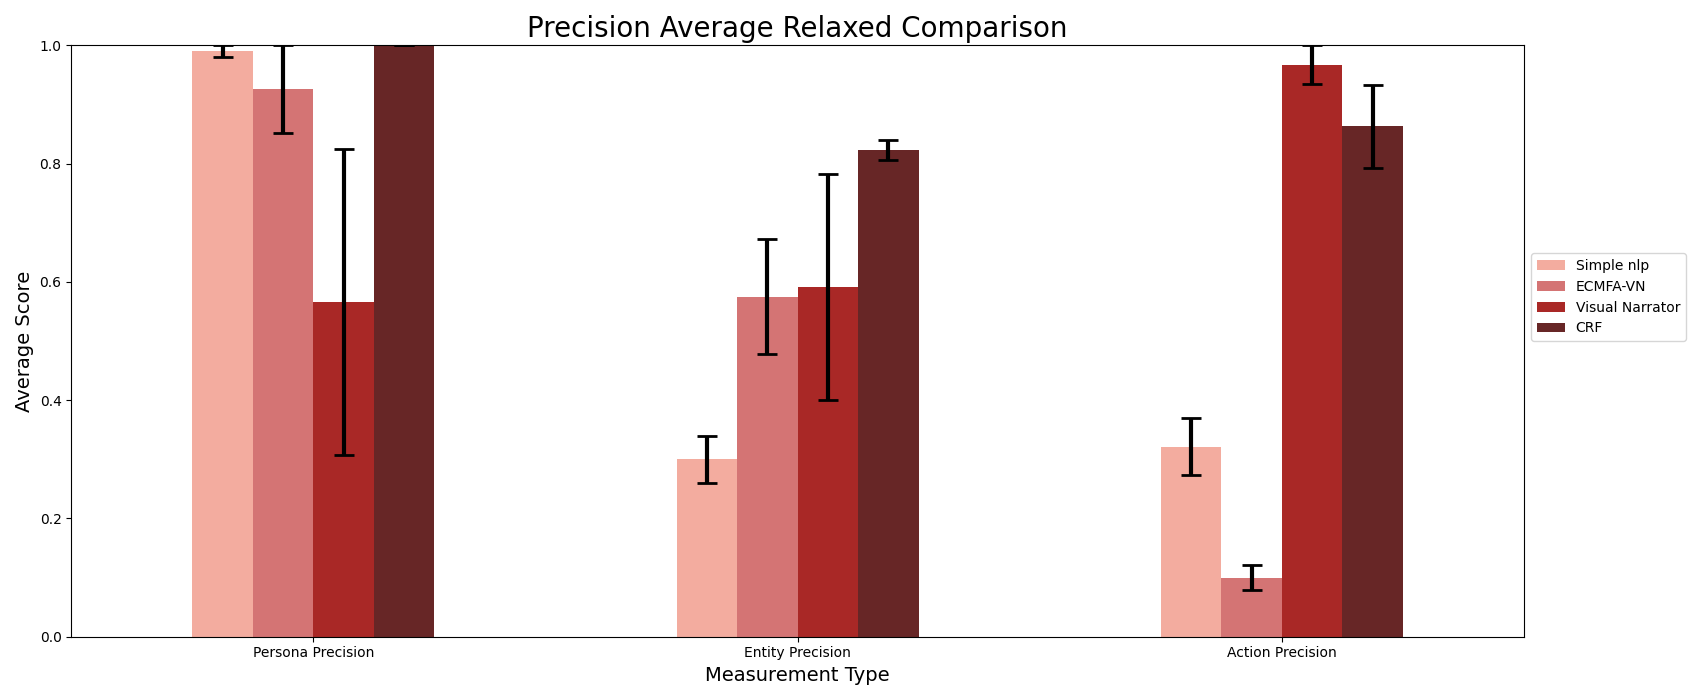 Precision Average Relaxed Comparison
1.0
0.8
0.6
0.4
0.2
0.0
Average Score
Persona Precision
Entity Precision
Action Precision
Measurement Type
Simple nlp
ECMFA-VN
Visual Narrator
CRF